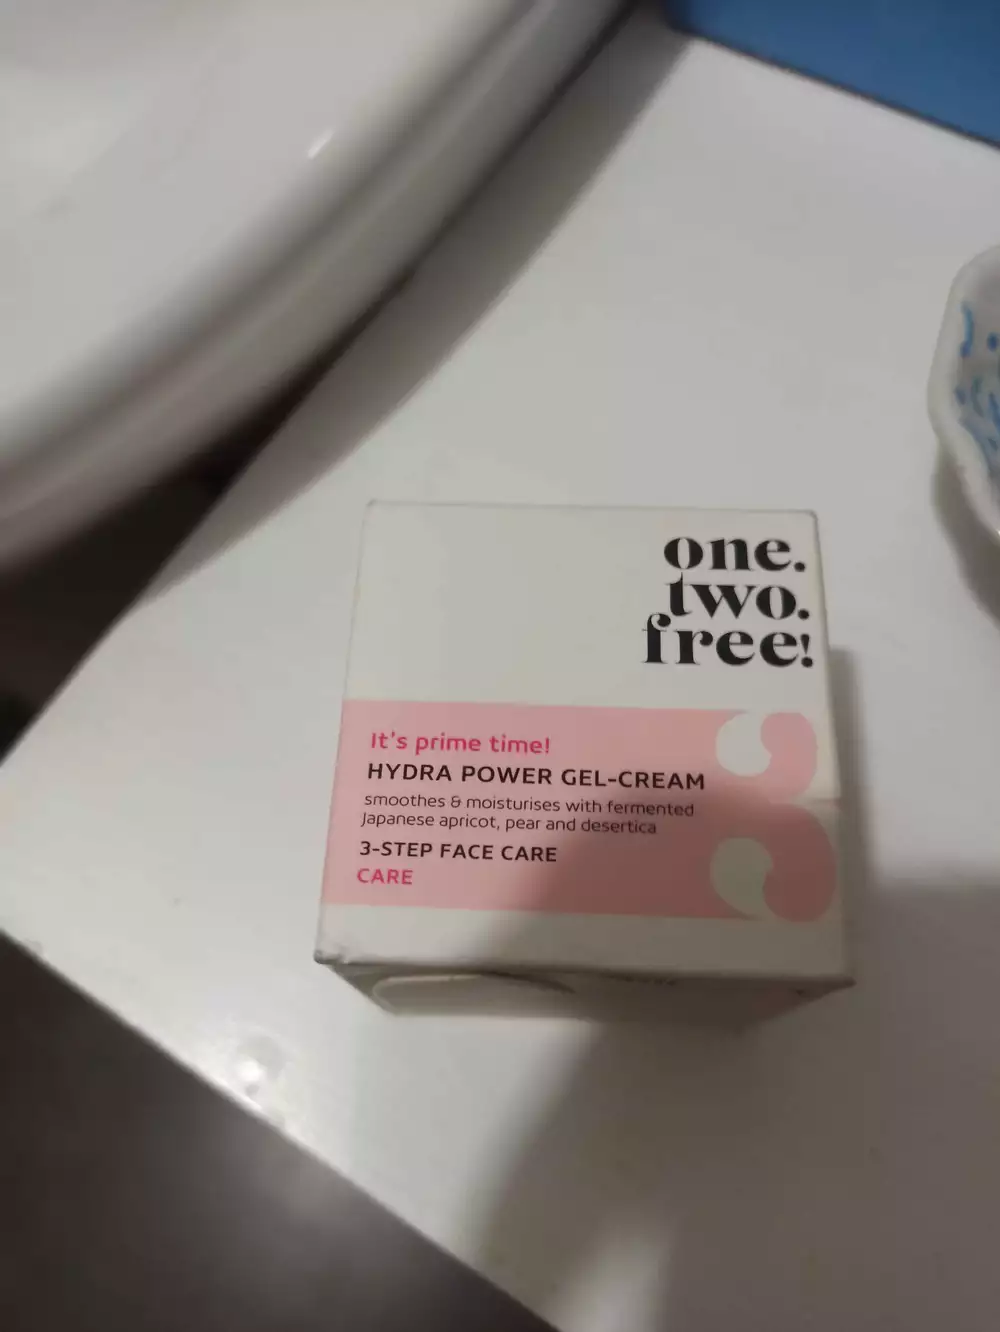 one.
two.
free!
It's prime time!
HYDRA POWER GEL-CREAM
smoothes & moisturises with fermented
Japanese apricot, pear and desertica
3-STEP FACE CARE
CARE